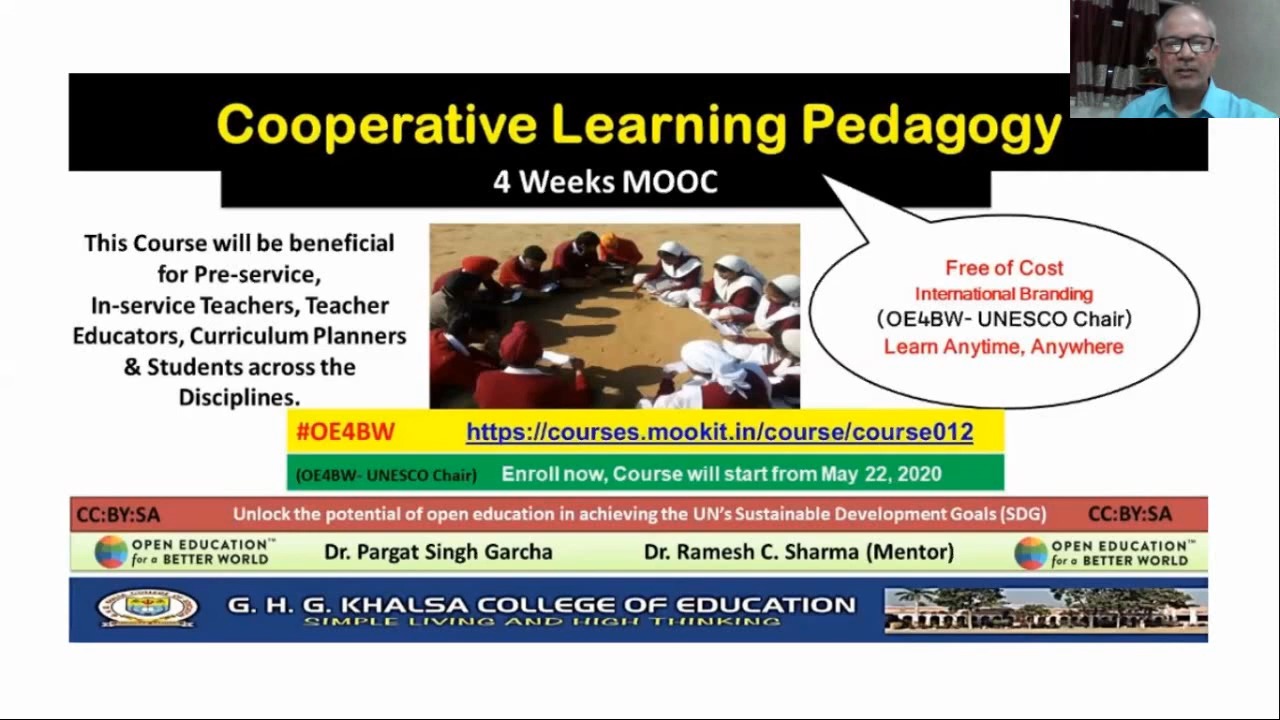 Cooperative Learning Pedagogy
4 Weeks MOOC
This Course will be beneficial
for Pre-service,
In-service Teachers, Teacher
Educators, Curriculum Planners
& Students across the
Disciplines.
Free of Cost
International Branding
(OE4BW- UNESCO Chair)
Learn Anytime, Anywhere
#OE4BW https://courses.mookit.in/course/course012
(OE4BW- UNESCO Chair) Enroll now, Course will start from May 22, 2020
CC:BY:SA Unlock the potential of open education in achieving the UN's Sustainable Development Goals (SDG) CC:BY:SA
OPEN EDUCATION™
for a BETTER WORLD
Dr. Pargat Singh Garcha Dr. Ramesh C. Sharma (Mentor)
OPEN EDUCATION™
for a BETTER WORLD
G. H. G. KHALSA COLLEGE OF EDUCATION
SIMPLE LIVING AND HIGH THINKING